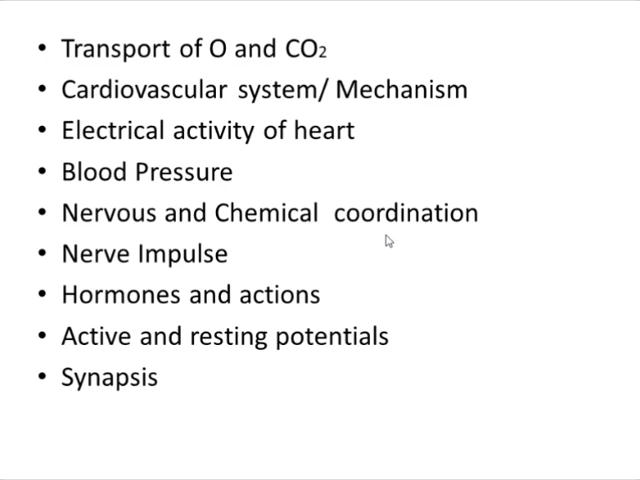 • Transport of O and CO₂
• Cardiovascular system/ Mechanism
• Electrical activity of heart
• Blood Pressure
• Nervous and Chemical coordination
• Nerve Impulse
• Hormones and actions
• Active and resting potentials
• Synapsis